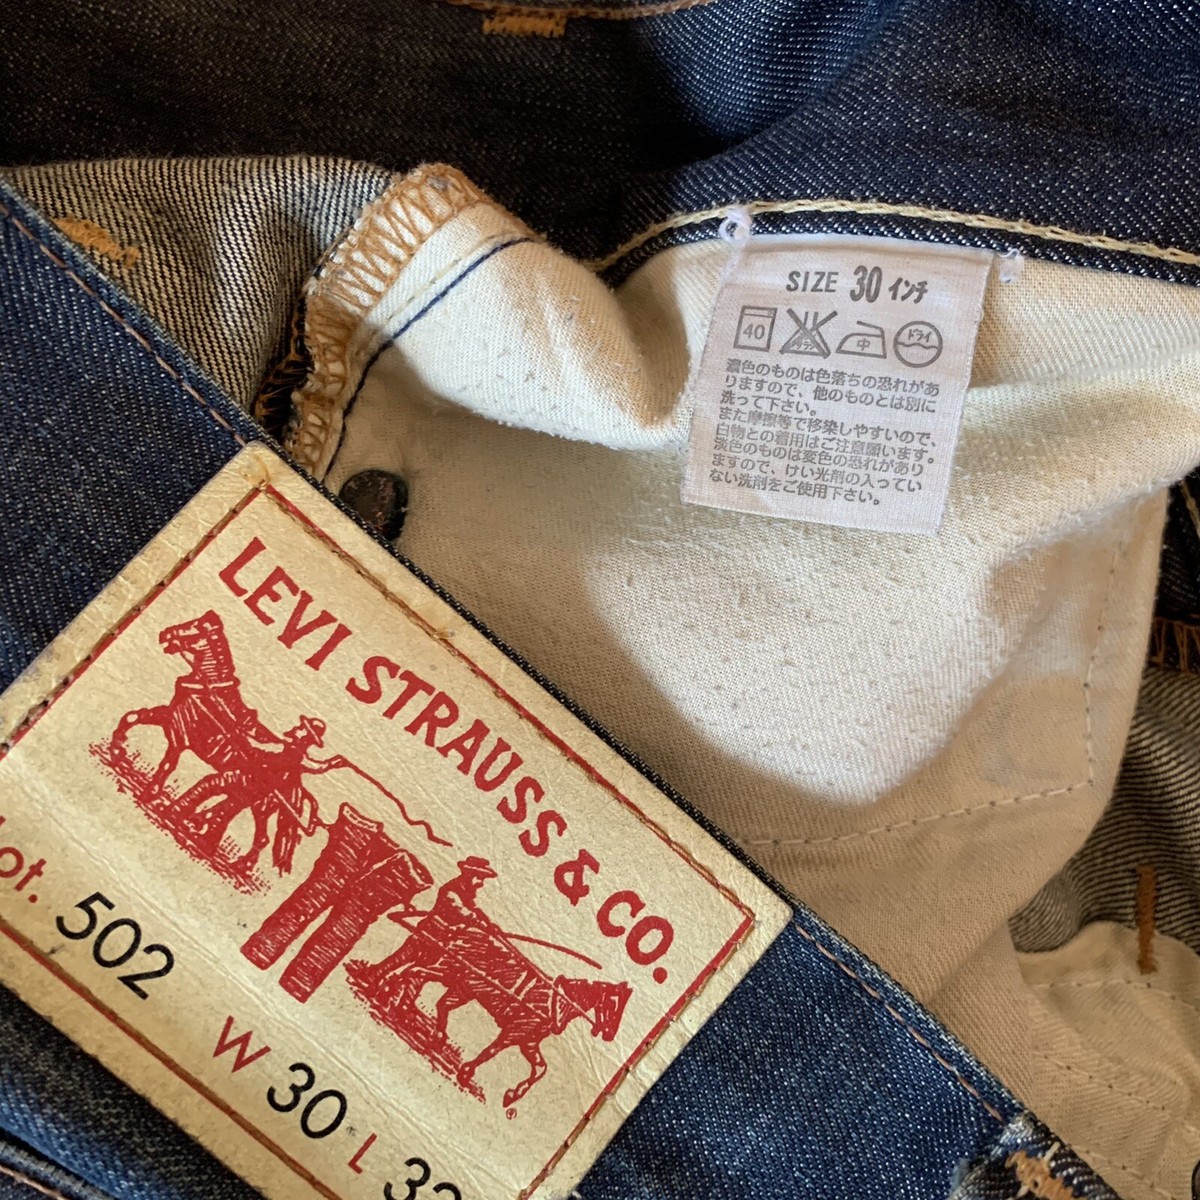 SIZE 30 インチ
40 エンソサラシ 中 ドライ
濃色のものは色落ちの恐れがあ
りますので、他のものとは別に
洗って下さい。
また摩擦等で移染しやすいので、
白物との着用はご注意願います。
淡色のものは変色の恐れがあり
ますので、けい光剤の入ってい
ない洗剤をご使用下さい。
LEVI STRAUSS & CO.
®
lot. 502
W 30 L 32